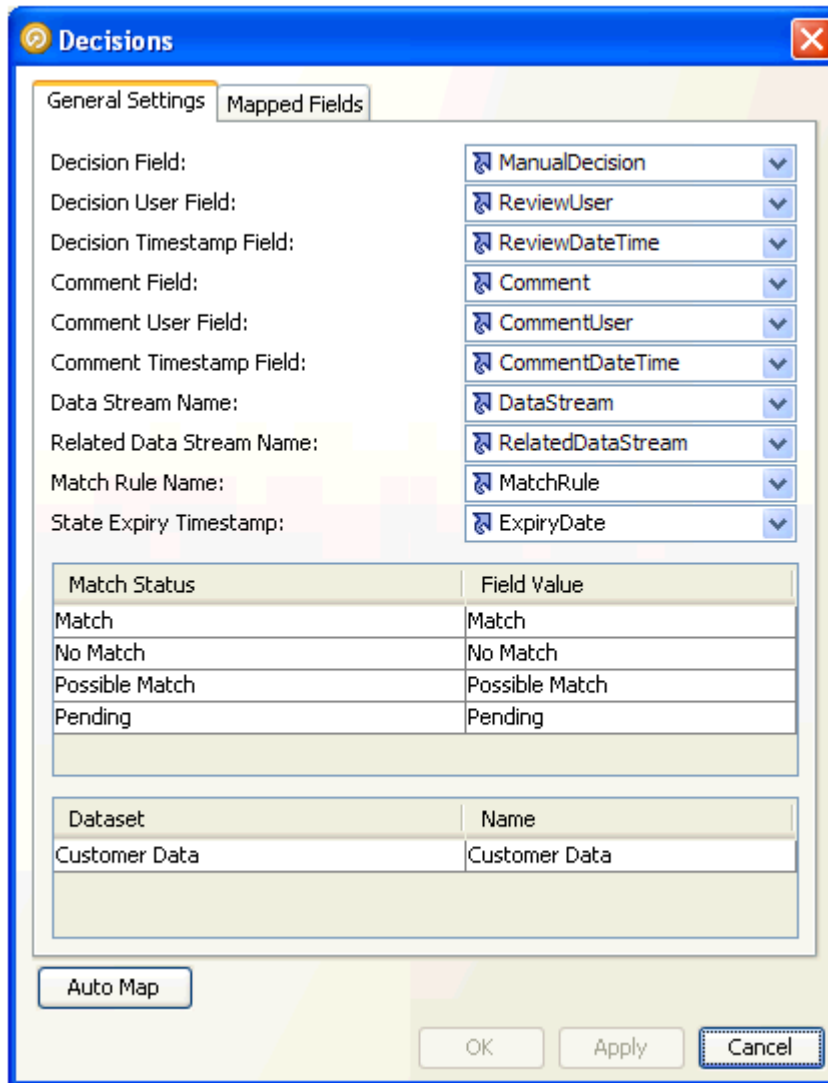 Decisions
General Settings Mapped Fields
Decision Field: ManualDecision
Decision User Field: ReviewUser
Decision Timestamp Field: ReviewDateTime
Comment Field: Comment
Comment User Field: CommentUser
Comment Timestamp Field: CommentDateTime
Data Stream Name: DataStream
Related Data Stream Name: RelatedDataStream
Match Rule Name: MatchRule
State Expiry Timestamp: ExpiryDate
Match Status Field Value
Match Match
No Match No Match
Possible Match Possible Match
Pending Pending
Dataset Name
Customer Data Customer Data
Auto Map
OK Apply Cancel